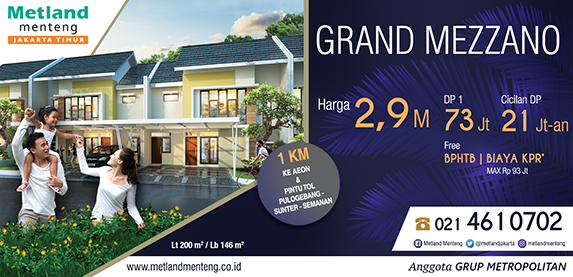 Metland
menteng
JAKARTA TIMUR
GRAND MEZZANO
Harga 2,9 M
DP 1
73 Jt
Cicilan DP
21 Jt-an
Free
BPHTB | BIAYA KPR*
MAX Rp 93 Jt
1 KM
KE AEON
&
PINTU TOL
PULOGEBANG -
SUNTER - SEMANAN
Lt 200 m² / Lb 146 m²
021 4610702
Metland Menteng @metlandjakarta metlandmenteng
www.metlandmenteng.co.id
Anggota GRUP METROPOLITAN